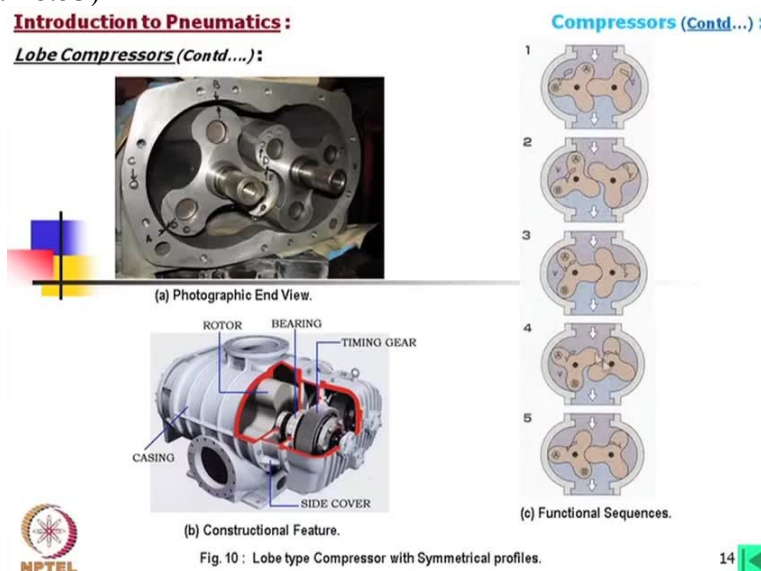 Introduction to Pneumatics :
Compressors (Contd...) :
Lobe Compressors (Contd....) :
1
2
3
4
5
B
C
A
(a) Photographic End View.
ROTOR
BEARING
TIMING GEAR
CASING
SIDE COVER
(b) Constructional Feature.
(c) Functional Sequences.
Fig. 10 : Lobe type Compressor with Symmetrical profiles.
14
NPTEL